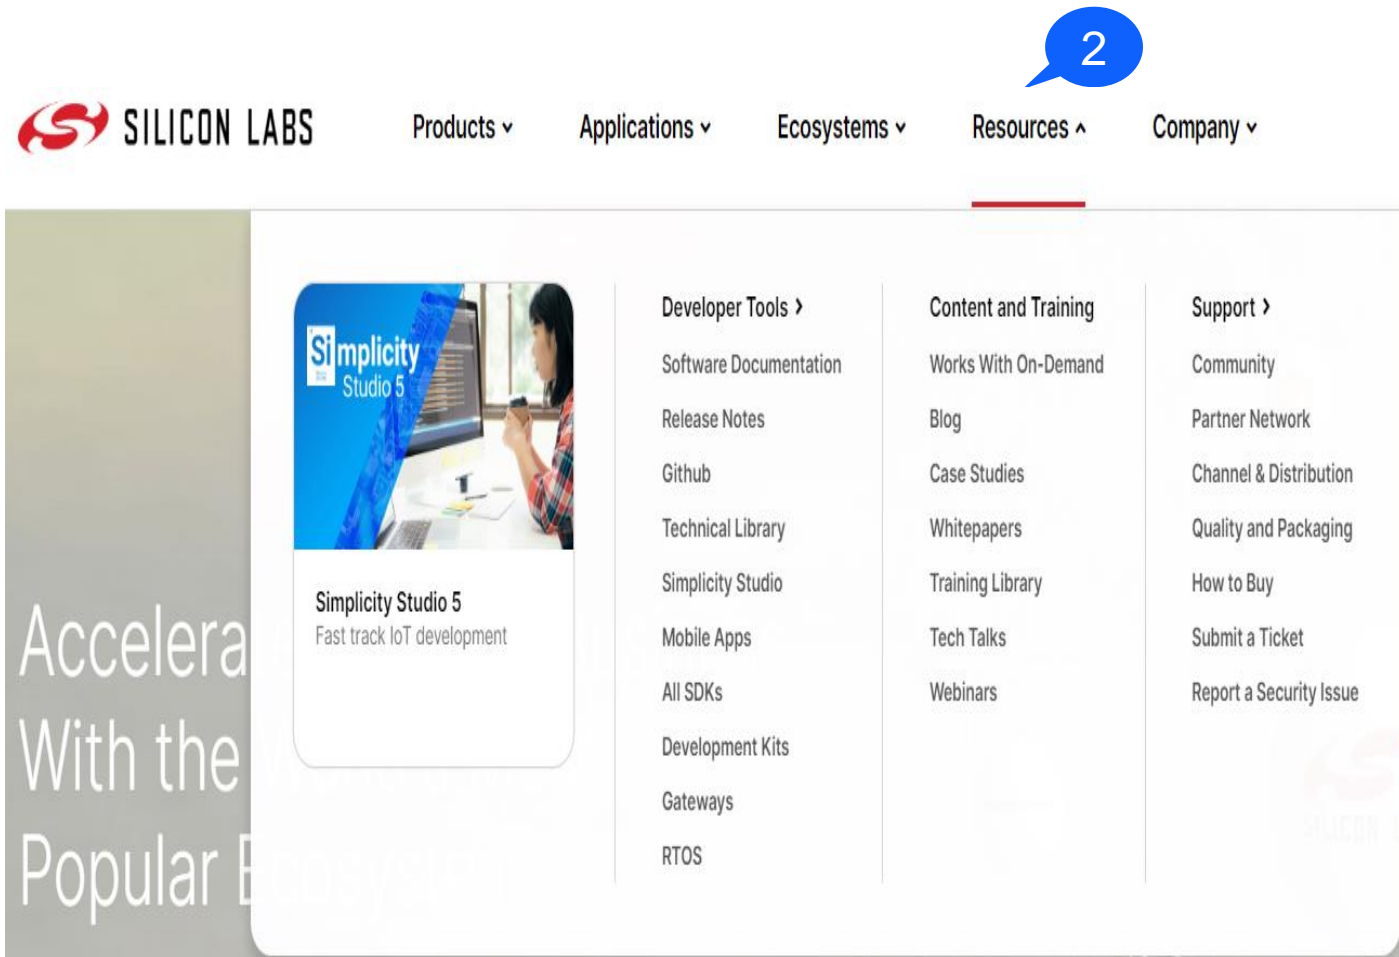 2
SILICON LABS
Products
Applications
Ecosystems
Resources
Company
Simplicity
Studio 5
Simplicity Studio 5
Fast track IoT development
Developer Tools >
Software Documentation
Release Notes
Github
Technical Library
Simplicity Studio
Mobile Apps
All SDKs
Development Kits
Gateways
RTOS
Content and Training
Works With On-Demand
Blog
Case Studies
Whitepapers
Training Library
Tech Talks
Webinars
Support >
Community
Partner Network
Channel & Distribution
Quality and Packaging
How to Buy
Submit a Ticket
Report a Security Issue
Accelera
With the
Popular Ecosyst